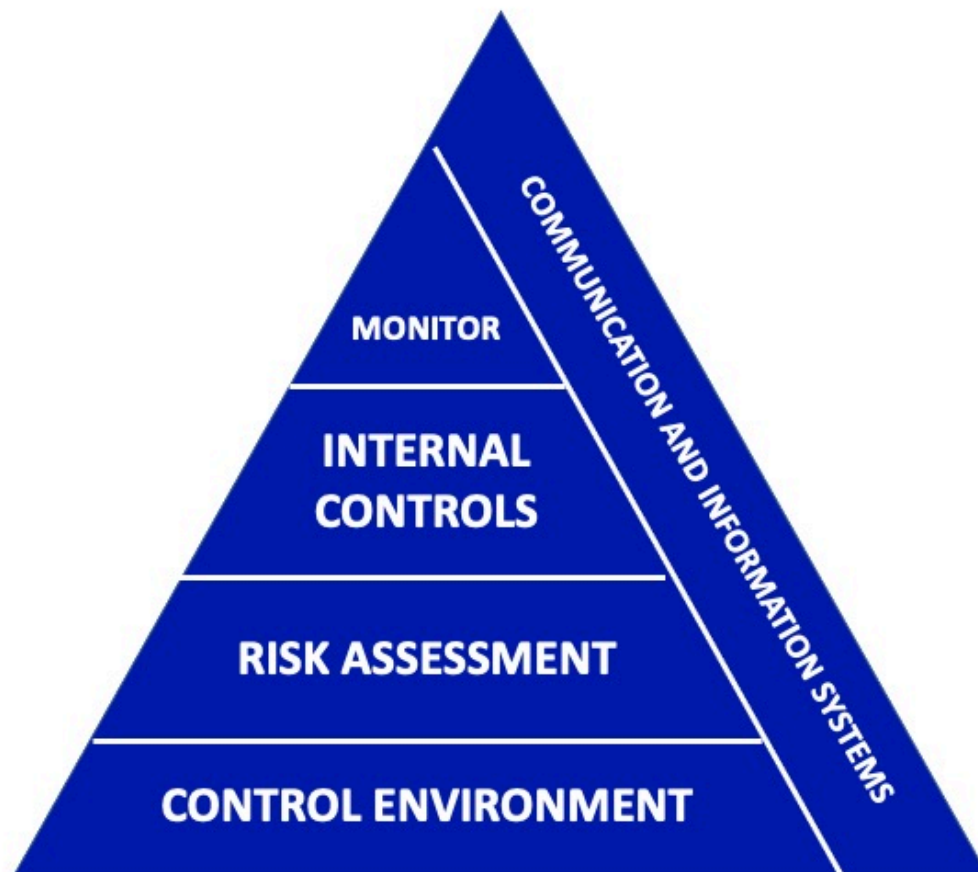 MONITOR
INTERNAL
CONTROLS
RISK ASSESSMENT
CONTROL ENVIRONMENT
COMMUNICATION AND INFORMATION SYSTEMS